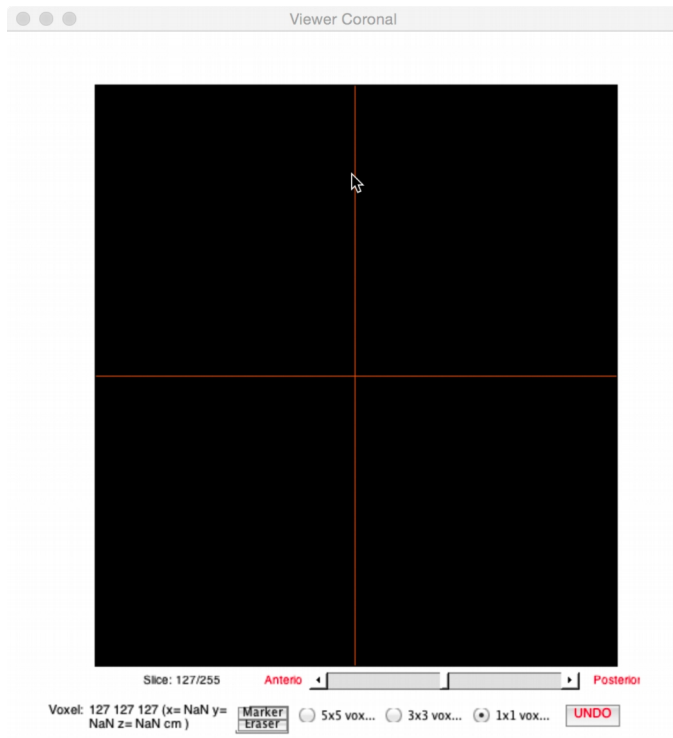 Viewer Coronal
Slice: 127/255 Anterio Posterior
Voxel: 127 127 127 (x= NaN y=
NaN z= NaN cm )
Marker
Eraser
5x5 vox... 3x3 vox... 1x1 vox... UNDO